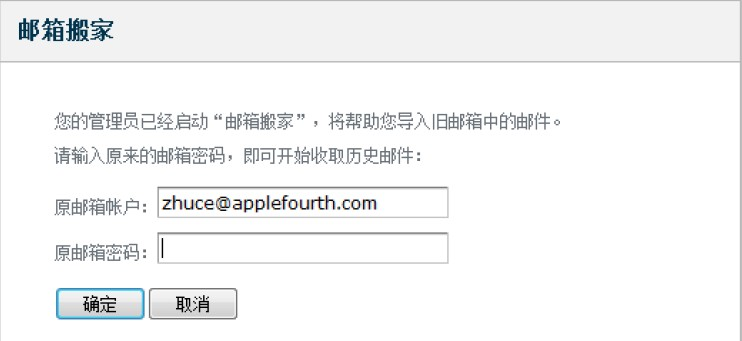 邮箱搬家
您的管理员已经启动“邮箱搬家”，将帮助您导入旧邮箱中的邮件。
请输入原来的邮箱密码，即可开始收取历史邮件：
原邮箱帐户：zhuce@applefourth.com
原邮箱密码：
确定 取消